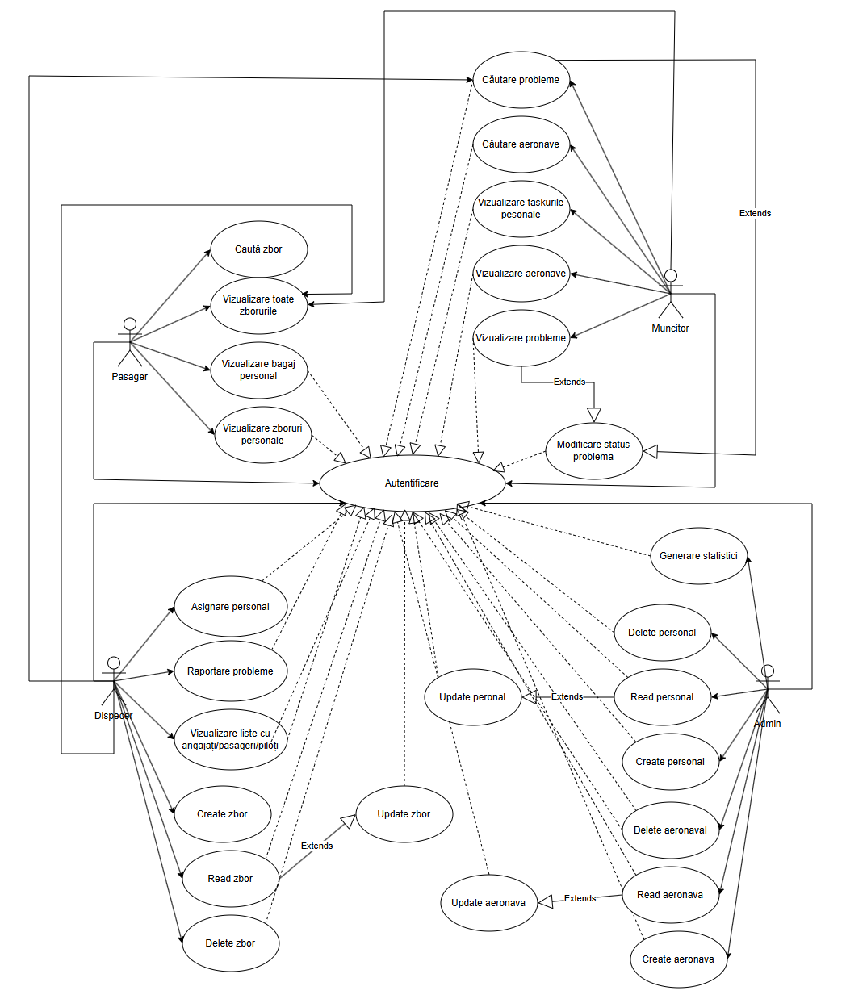 Căutare probleme
Căutare aeronave
Vizualizare taskurile
pesonale
Extends
Caută zbor
Vizualizare aeronave
Vizualizare toate
zborurile
Muncitor
Vizualizare probleme
Pasager
Vizualizare bagaj
personal
Extends
Vizualizare zboruri
personale
Modificare status
problema
Autentificare
Generare statistici
Asignare personal
Delete personal
Raportare probleme
Update peronal
Extends
Read personal
Dispecer
Admin
Vizualizare liste cu
angajați/pasageri/piloți
Create personal
Create zbor
Update zbor
Delete aeronaval
Extends
Read zbor
Update aeronava
Extends
Read aeronava
Delete zbor
Create aeronava